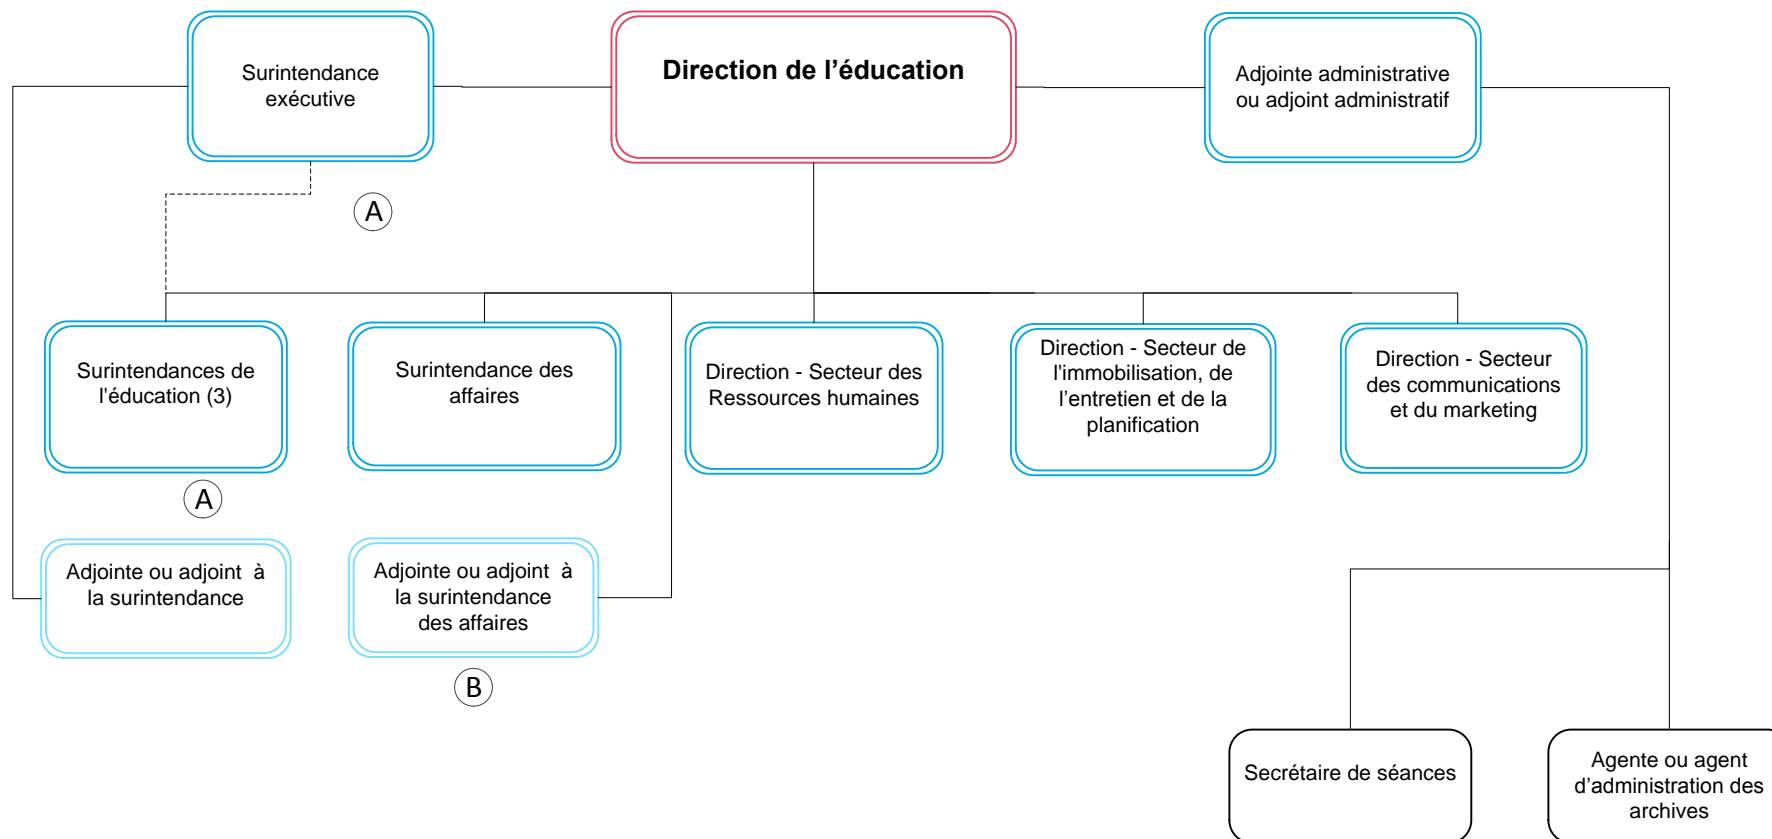 Surintendance
exécutive
Direction de l’éducation
Adjointe administrative
ou adjoint administratif
A
Surintendances de
l'éducation (3)
Surintendance des
affaires
Direction - Secteur des
Ressources humaines
Direction - Secteur de
l'immobilisation, de
l’entretien et de la
planification
Direction - Secteur
des communications
et du marketing
A
Adjointe ou adjoint  à
la surintendance
Adjointe ou adjoint  à
la surintendance
des affaires
B
Secrétaire de séances
Agente ou agent
d’administration des
archives